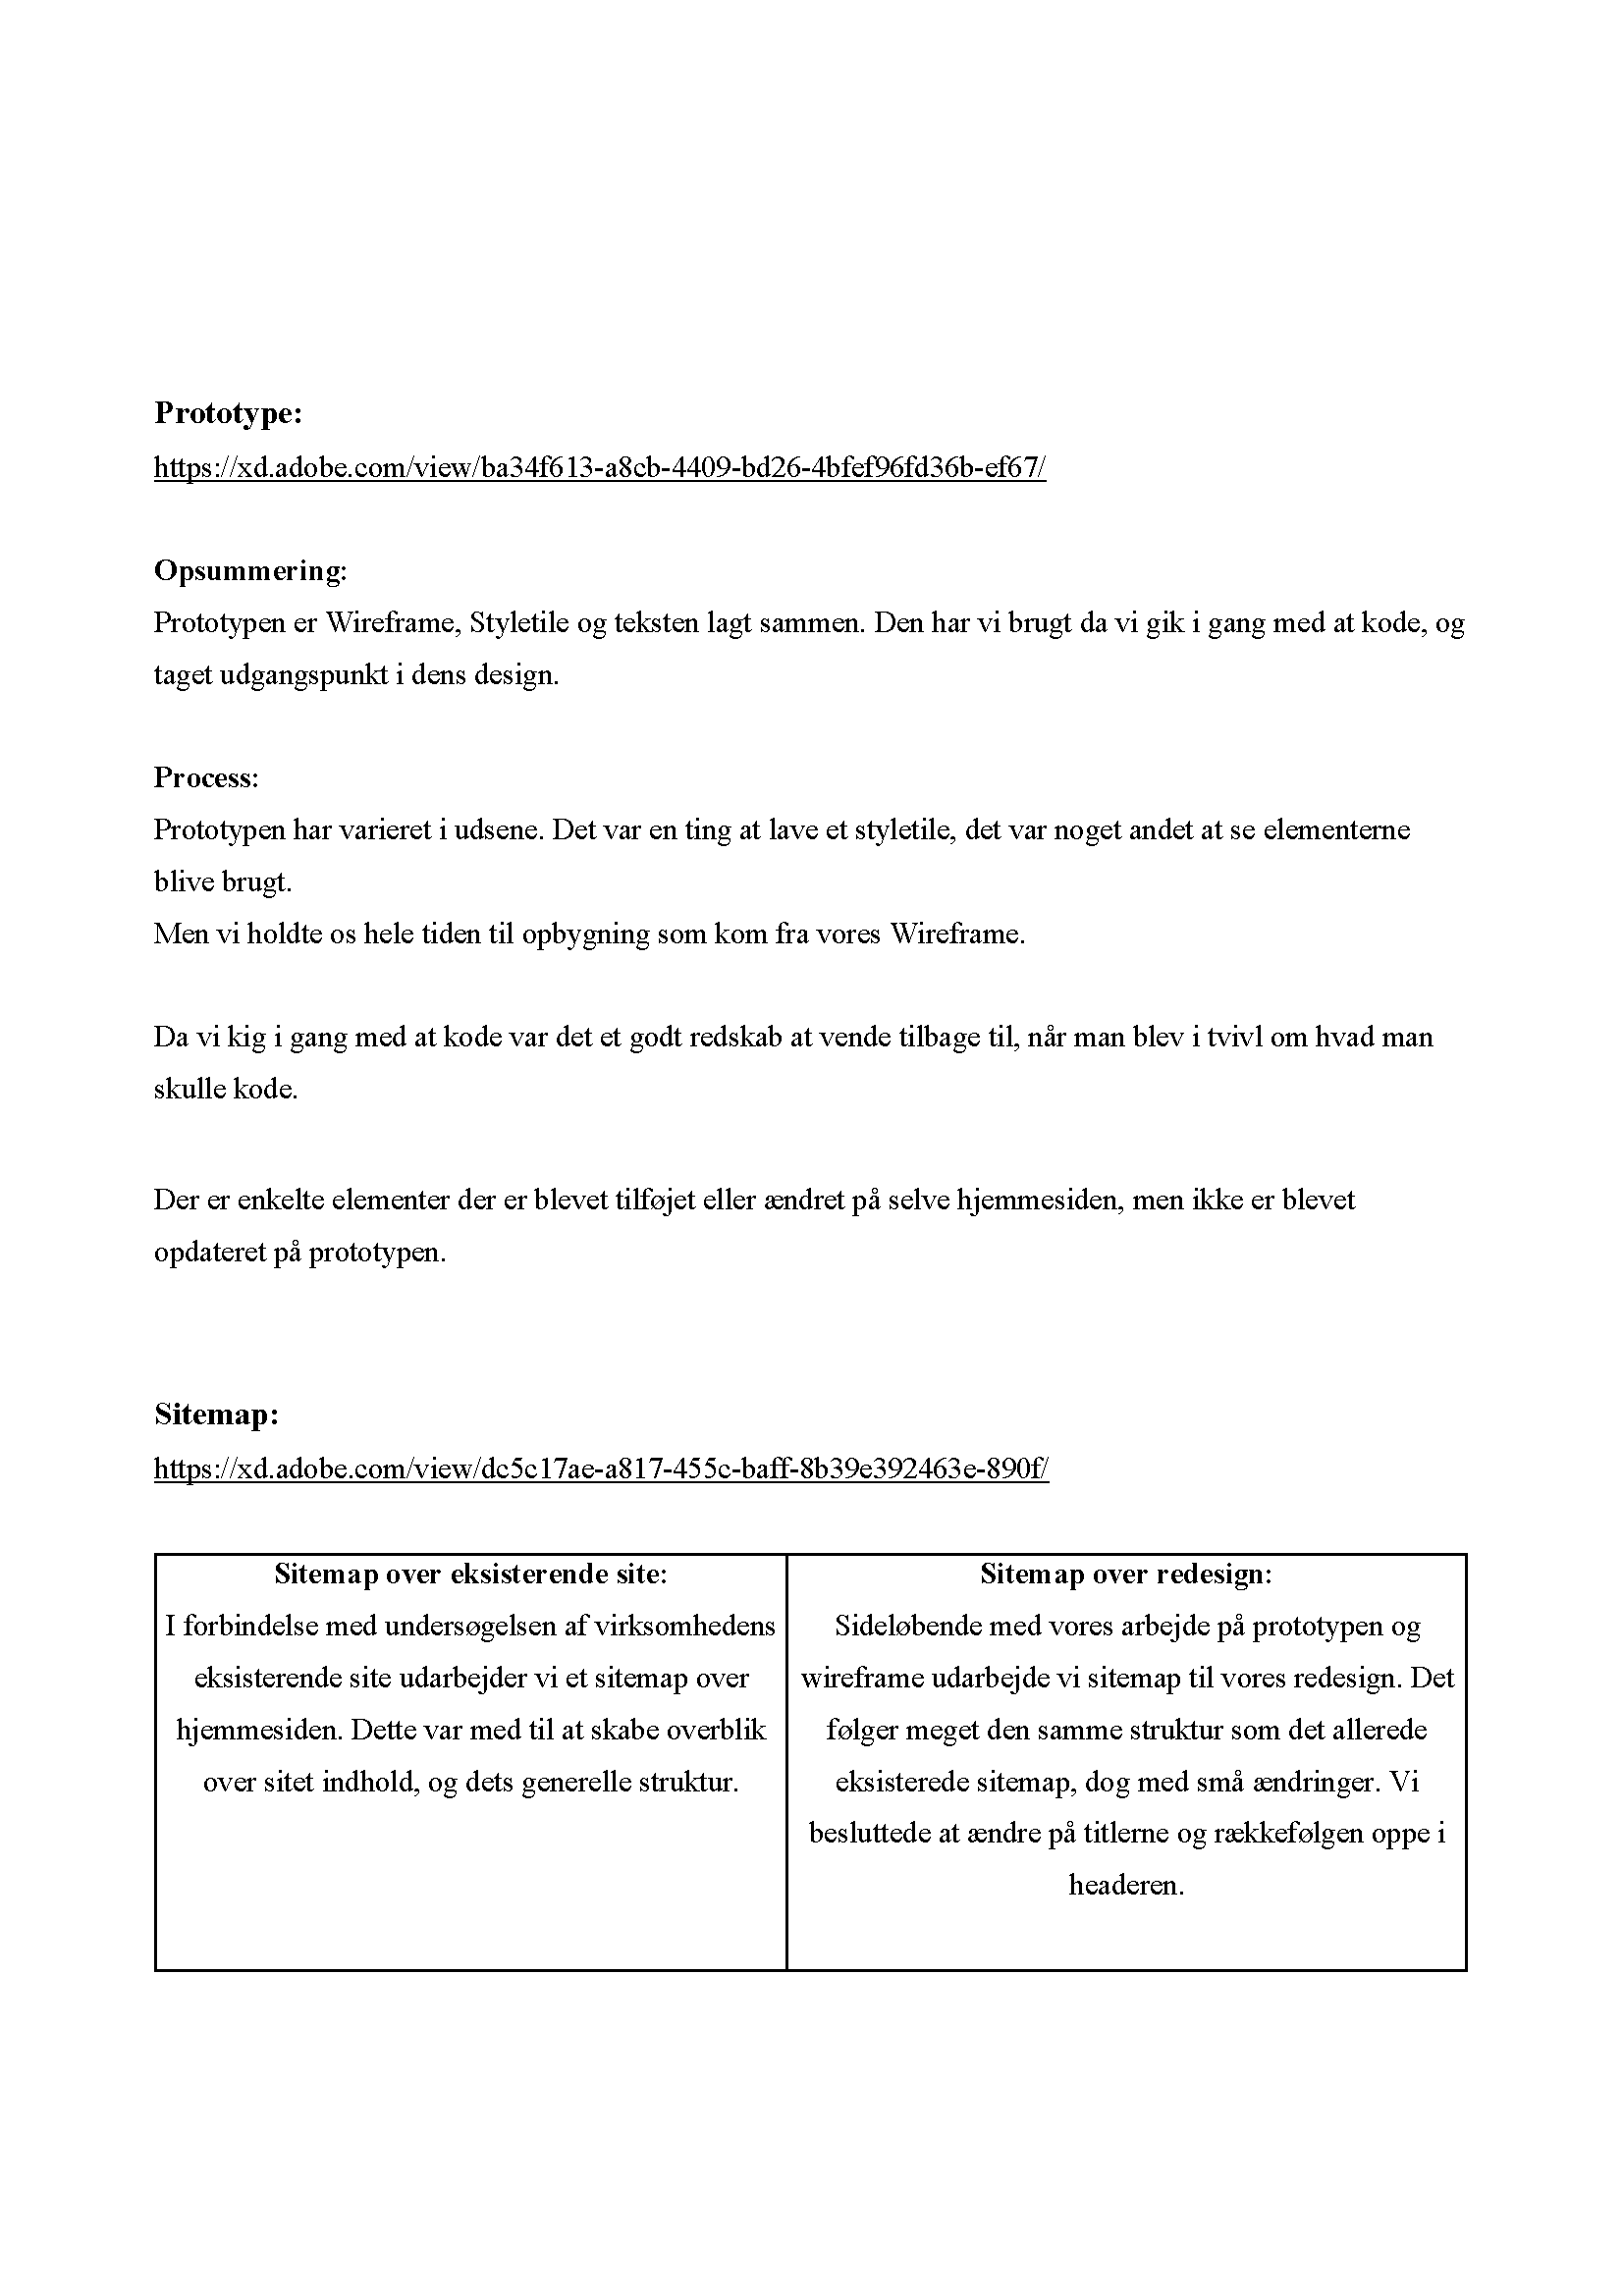 Prototype:
https://xd.adobe.com/view/ba34f613-a8cb-4409-bd26-4bfef96fd36b-ef67/
Opsummering:
Prototypen er Wireframe, Styletile og teksten lagt sammen. Den har vi brugt da vi gik i gang med at kode, og
taget udgangspunkt i dens design.
Process:
Prototypen har varieret i udsene. Det var en ting at lave et styletile, det var noget andet at se elementerne
blive brugt.
Men vi holdte os hele tiden til opbygning som kom fra vores Wireframe.
Da vi kig i gang med at kode var det et godt redskab at vende tilbage til, når man blev i tvivl om hvad man
skulle kode.
Der er enkelte elementer der er blevet tilføjet eller ændret på selve hjemmesiden, men ikke er blevet
opdateret på prototypen.
Sitemap:
https://xd.adobe.com/view/dc5c17ae-a817-455c-baff-8b39e392463e-890f/
Sitemap over eksisterende site:
I forbindelse med undersøgelsen af virksomhedens
eksisterende site udarbejder vi et sitemap over
hjemmesiden. Dette var med til at skabe overblik
over sitet indhold, og dets generelle struktur.
Sitemap over redesign:
Sideløbende med vores arbejde på prototypen og
wireframe udarbejde vi sitemap til vores redesign. Det
følger meget den samme struktur som det allerede
eksisterede sitemap, dog med små ændringer. Vi
besluttede at ændre på titlerne og rækkefølgen oppe i
headeren.